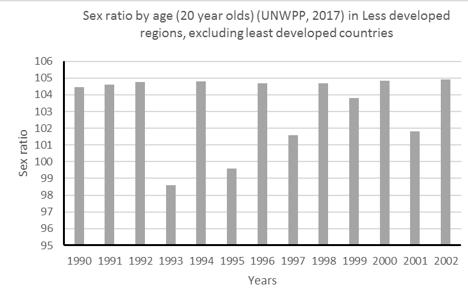 Sex ratio by age (20 year olds) (UNWPP, 2017) in Less developed
regions, excluding least developed countries
106
105
104
103
102
101
100
99
98
97
96
95
Sex ratio
1990 1991 1992 1993 1994 1995 1996 1997 1998 1999 2000 2001 2002
Years